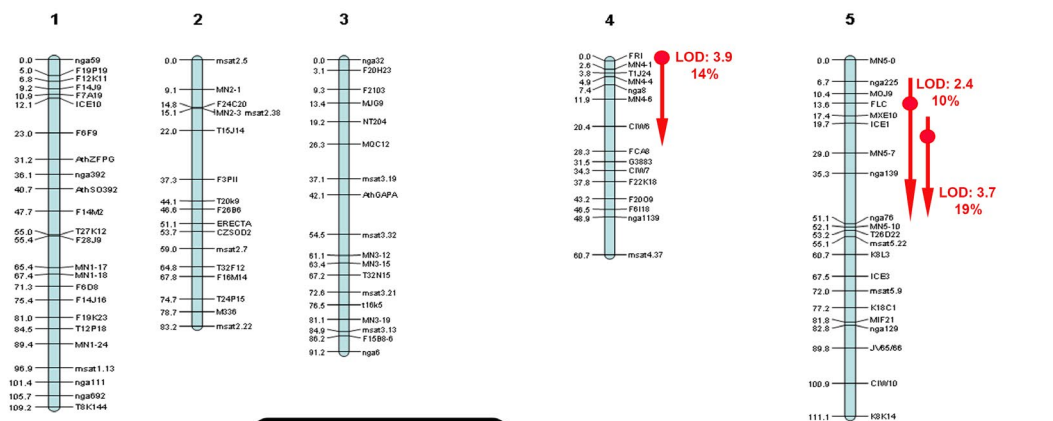 1
0.0 nga59
5.0 F19P19
6.8 F12K11
9.2 F14J9
10.9 F7A19
12.1 ICE10
23.0 F6F9
31.2 AthZFPG
36.1 nga392
40.7 AthSO392
47.7 F14M2
55.0 T27K12
55.4 F28J9
65.4 MN1-17
67.4 MN1-18
71.3 F6D8
75.4 F14J16
81.0 F19K23
84.5 T12P18
89.4 MN1-24
96.9 msat1.13
101.4 nga111
105.7 nga692
109.2 T8K144
2
0.0 msat2.5
9.1 MN2-1
14.8 F24C20
15.1 MN2-3 msat2.38
22.0 T15J14
37.3 F3PII
44.1 T20k9
46.6 F26B6
51.1 ERECTA
53.7 CZSOD2
59.0 msat2.7
64.8 T32F12
67.8 F16M14
74.7 T24P15
78.7 M336
83.2 msat2.22
3
0.0 nga32
3.1 F20H23
9.3 F2103
13.4 MJG9
19.2 NT204
26.3 MQC12
37.1 msat3.19
42.1 AthGAPA
54.5 msat3.32
61.1 MN3-12
63.4 MN3-15
67.2 T32N15
72.6 msat3.21
76.5 t16k5
81.1 MN3-19
84.9 msat3.13
86.2 F15B8-6
91.2 nga6
4
0.0 FRI
2.6 MN4-1
3.8 T1J24
4.9 MN4-4
7.4 nga8
11.9 MN4-6
20.4 CIW6
28.3 FCA8
31.5 G3883
34.3 CIW7
37.8 F22K18
43.2 F20O9
46.5 F6I18
48.9 nga1139
60.7 msat4.37
LOD: 3.9
14%
5
0.0 MN5-0
6.7 nga225
10.4 MOJ9
13.6 FLC
17.4 MXE10
19.7 ICE1
29.0 MN5-7
35.3 nga139
51.1 nga76
52.1 MN5-10
53.2 T26D22
55.1 msat5.22
60.7 K8L3
67.5 ICE3
72.0 msat5.9
77.2 K18C1
81.8 MIF21
82.8 nga129
89.8 JV65/66
100.9 CIW10
111.1 K8K14
LOD: 2.4
10%
LOD: 3.7
19%